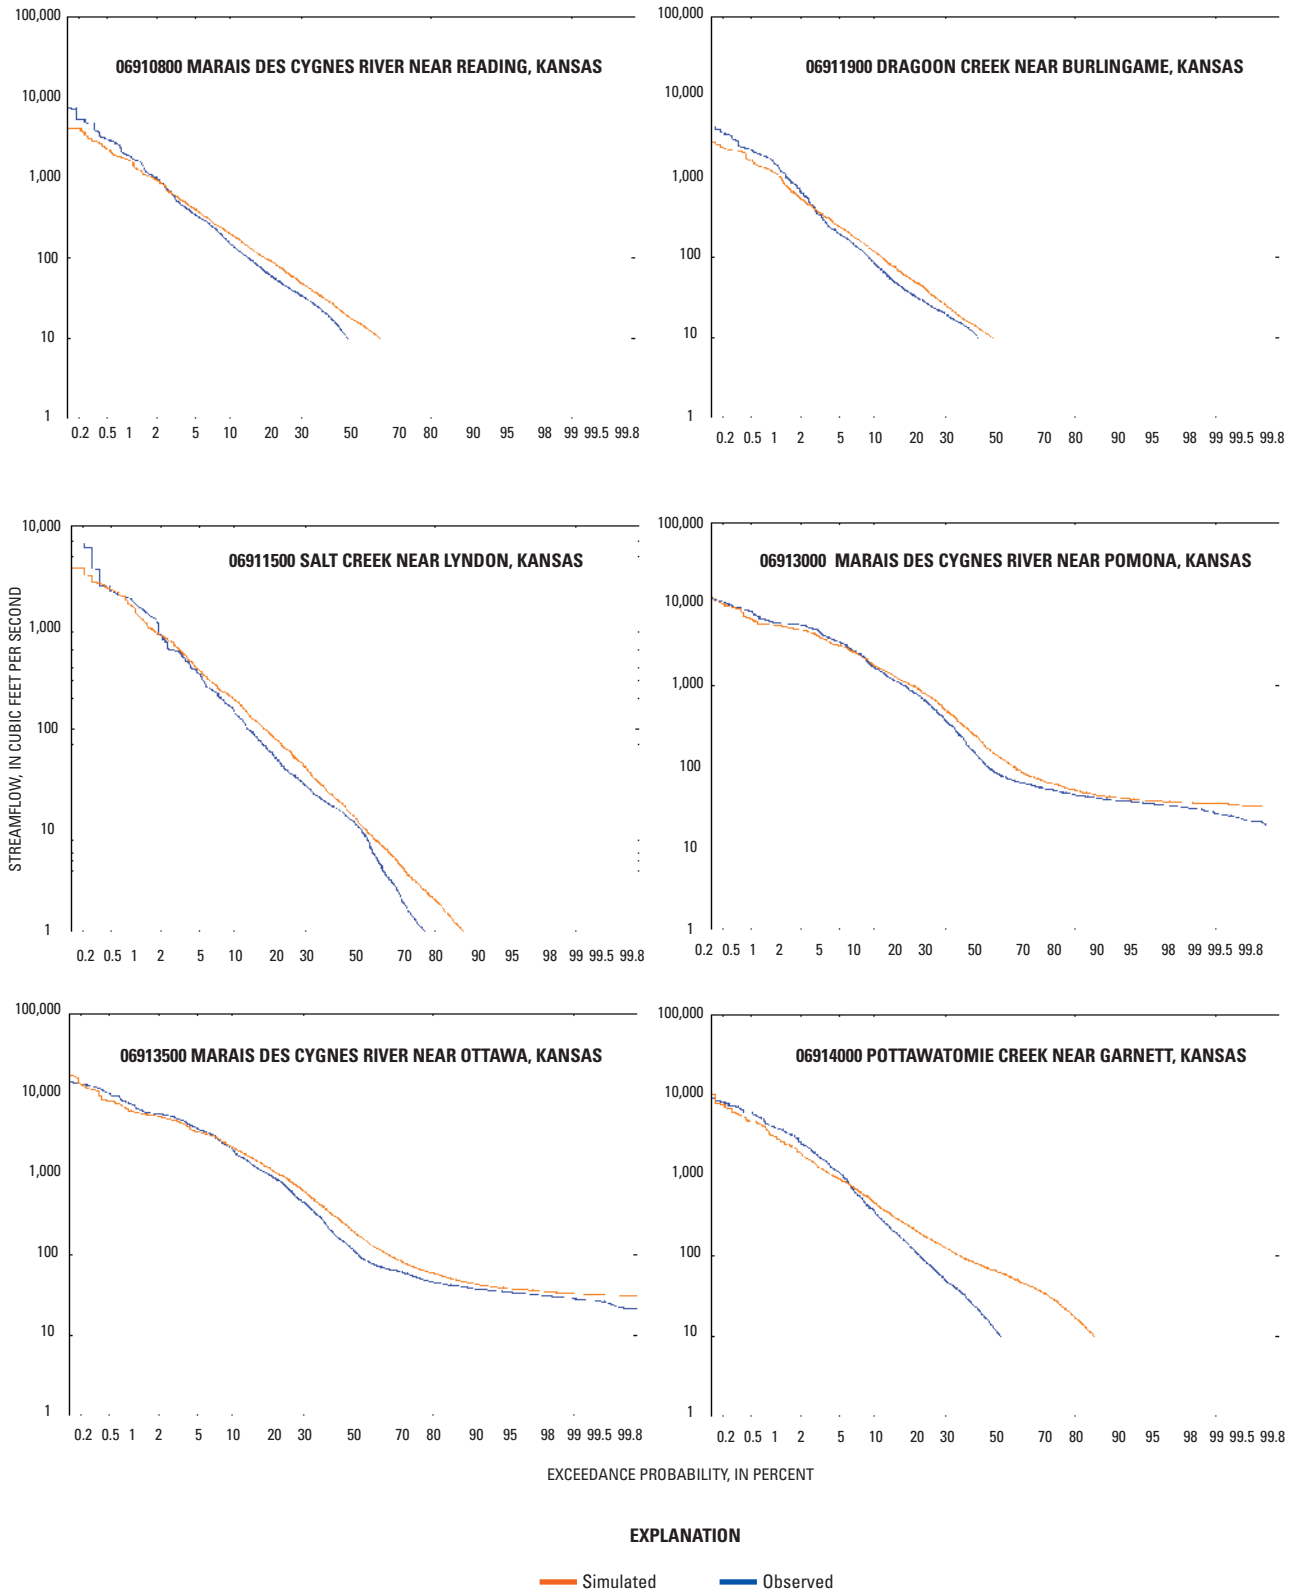 06910800 MARAIS DES CYGNES RIVER NEAR READING, KANSAS
100,000
10,000
1,000
100
10
1
0.2 0.5 1 2 5 10 20 30 50 70 80 90 95 98 99 99.5 99.8
06911900 DRAGOON CREEK NEAR BURLINGAME, KANSAS
100,000
10,000
1,000
100
10
1
0.2 0.5 1 2 5 10 20 30 50 70 80 90 95 98 99 99.5 99.8
STREAMFLOW, IN CUBIC FEET PER SECOND
06911500 SALT CREEK NEAR LYNDON, KANSAS
10,000
1,000
100
10
1
0.2 0.5 1 2 5 10 20 30 50 70 80 90 95 98 99 99.5 99.8
06913000 MARAIS DES CYGNES RIVER NEAR POMONA, KANSAS
100,000
10,000
1,000
100
10
1
0.2 0.5 1 2 5 10 20 30 50 70 80 90 95 98 99 99.5 99.8
06913500 MARAIS DES CYGNES RIVER NEAR OTTAWA, KANSAS
100,000
10,000
1,000
100
10
1
0.2 0.5 1 2 5 10 20 30 50 70 80 90 95 98 99 99.5 99.8
06914000 POTTAWATOMIE CREEK NEAR GARNETT, KANSAS
100,000
10,000
1,000
100
10
1
0.2 0.5 1 2 5 10 20 30 50 70 80 90 95 98 99 99.5 99.8
EXCEEDANCE PROBABILITY, IN PERCENT
EXPLANATION
Simulated
Observed